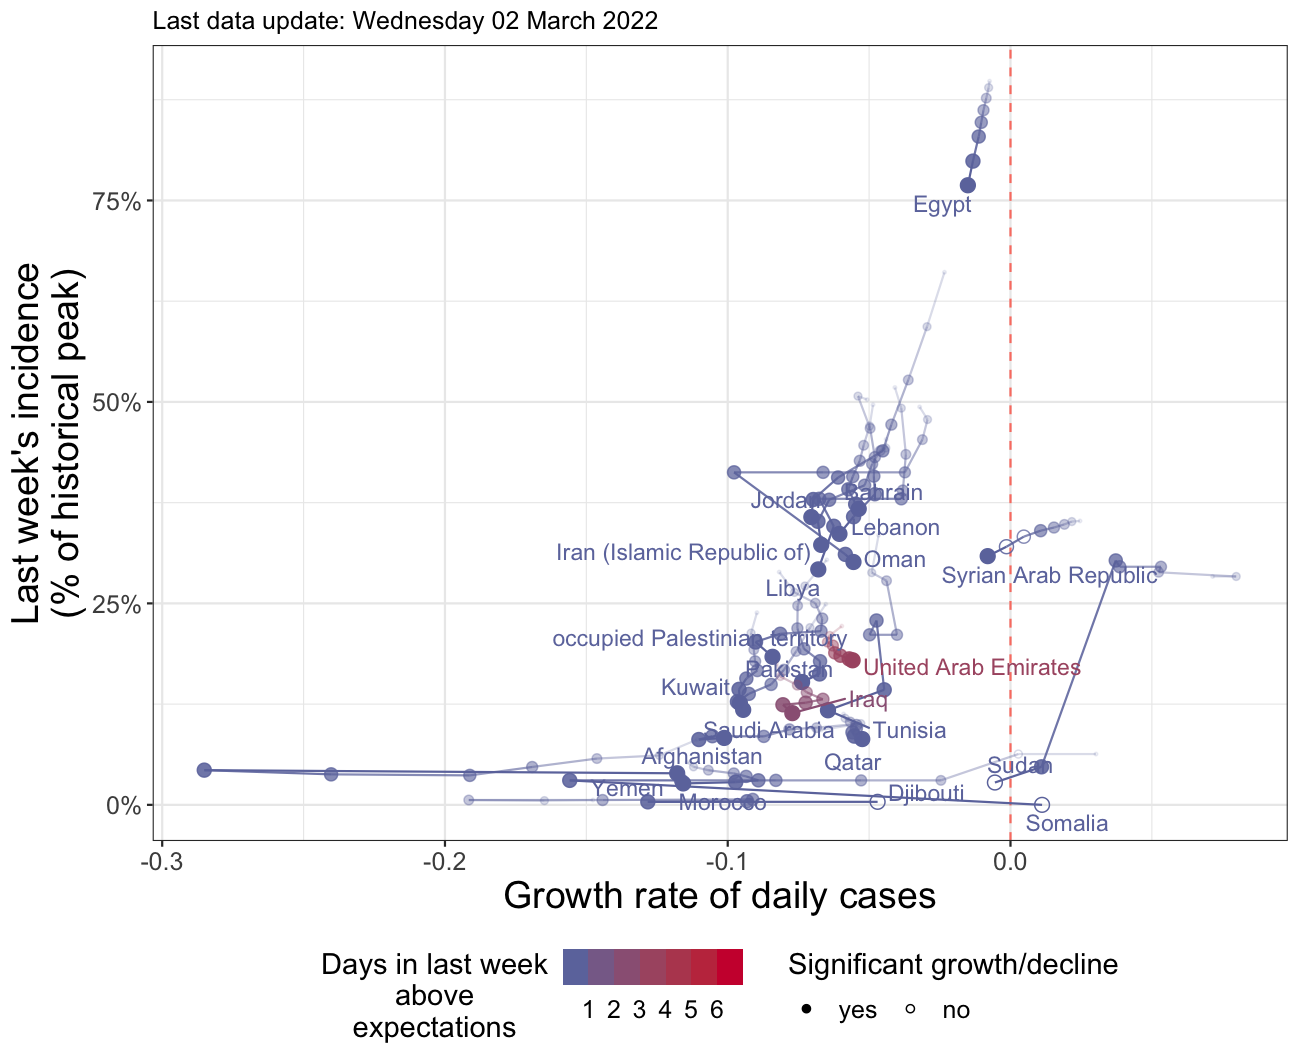 Last data update: Wednesday 02 March 2022
Last week's incidence
(% of historical peak)
75%
50%
25%
0%
Egypt
Jordan
Bahrain
Lebanon
Iran (Islamic Republic of)
Oman
Syrian Arab Republic
Libya
occupied Palestinian territory
Pakistan
United Arab Emirates
Kuwait
Iraq
Saudi Arabia
Tunisia
Afghanistan
Qatar
Sudan
Yemen
Morocco
Djibouti
Somalia
-0.3
-0.2
-0.1
0.0
Growth rate of daily cases
Days in last week
above
expectations
1 2 3 4 5 6
Significant growth/decline
yes
no